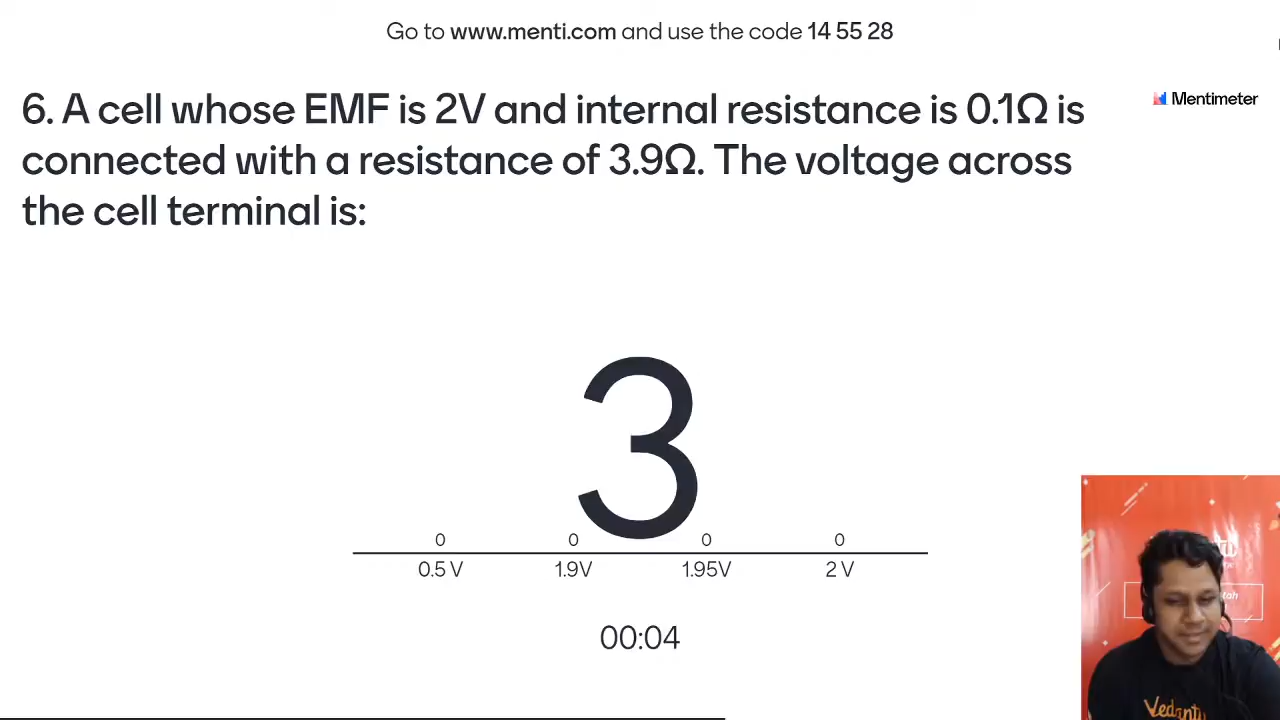 Go to www.menti.com and use the code 14 55 28
6. A cell whose EMF is 2V and internal resistance is 0.1Ω is
connected with a resistance of 3.9Ω. The voltage across
the cell terminal is:
Mentimeter
3
0 0 0 0
0.5 V 1.9V 1.95V 2 V
00:04